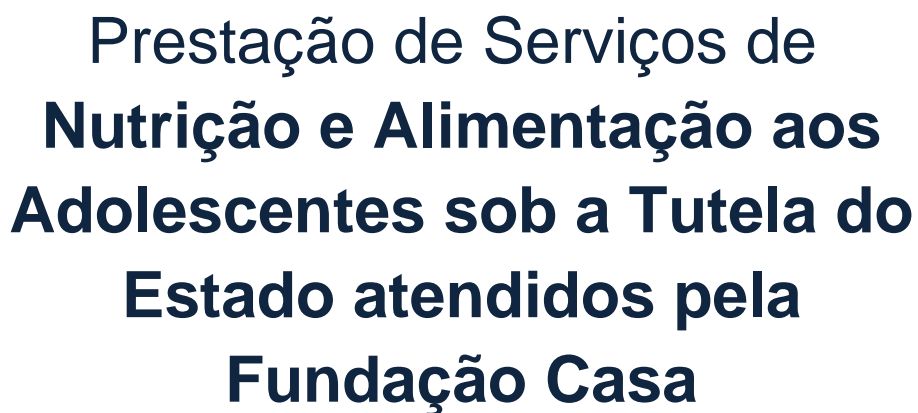 Prestação de Serviços de
Nutrição e Alimentação aos
Adolescentes sob a Tutela do
Estado atendidos pela
Fundação Casa